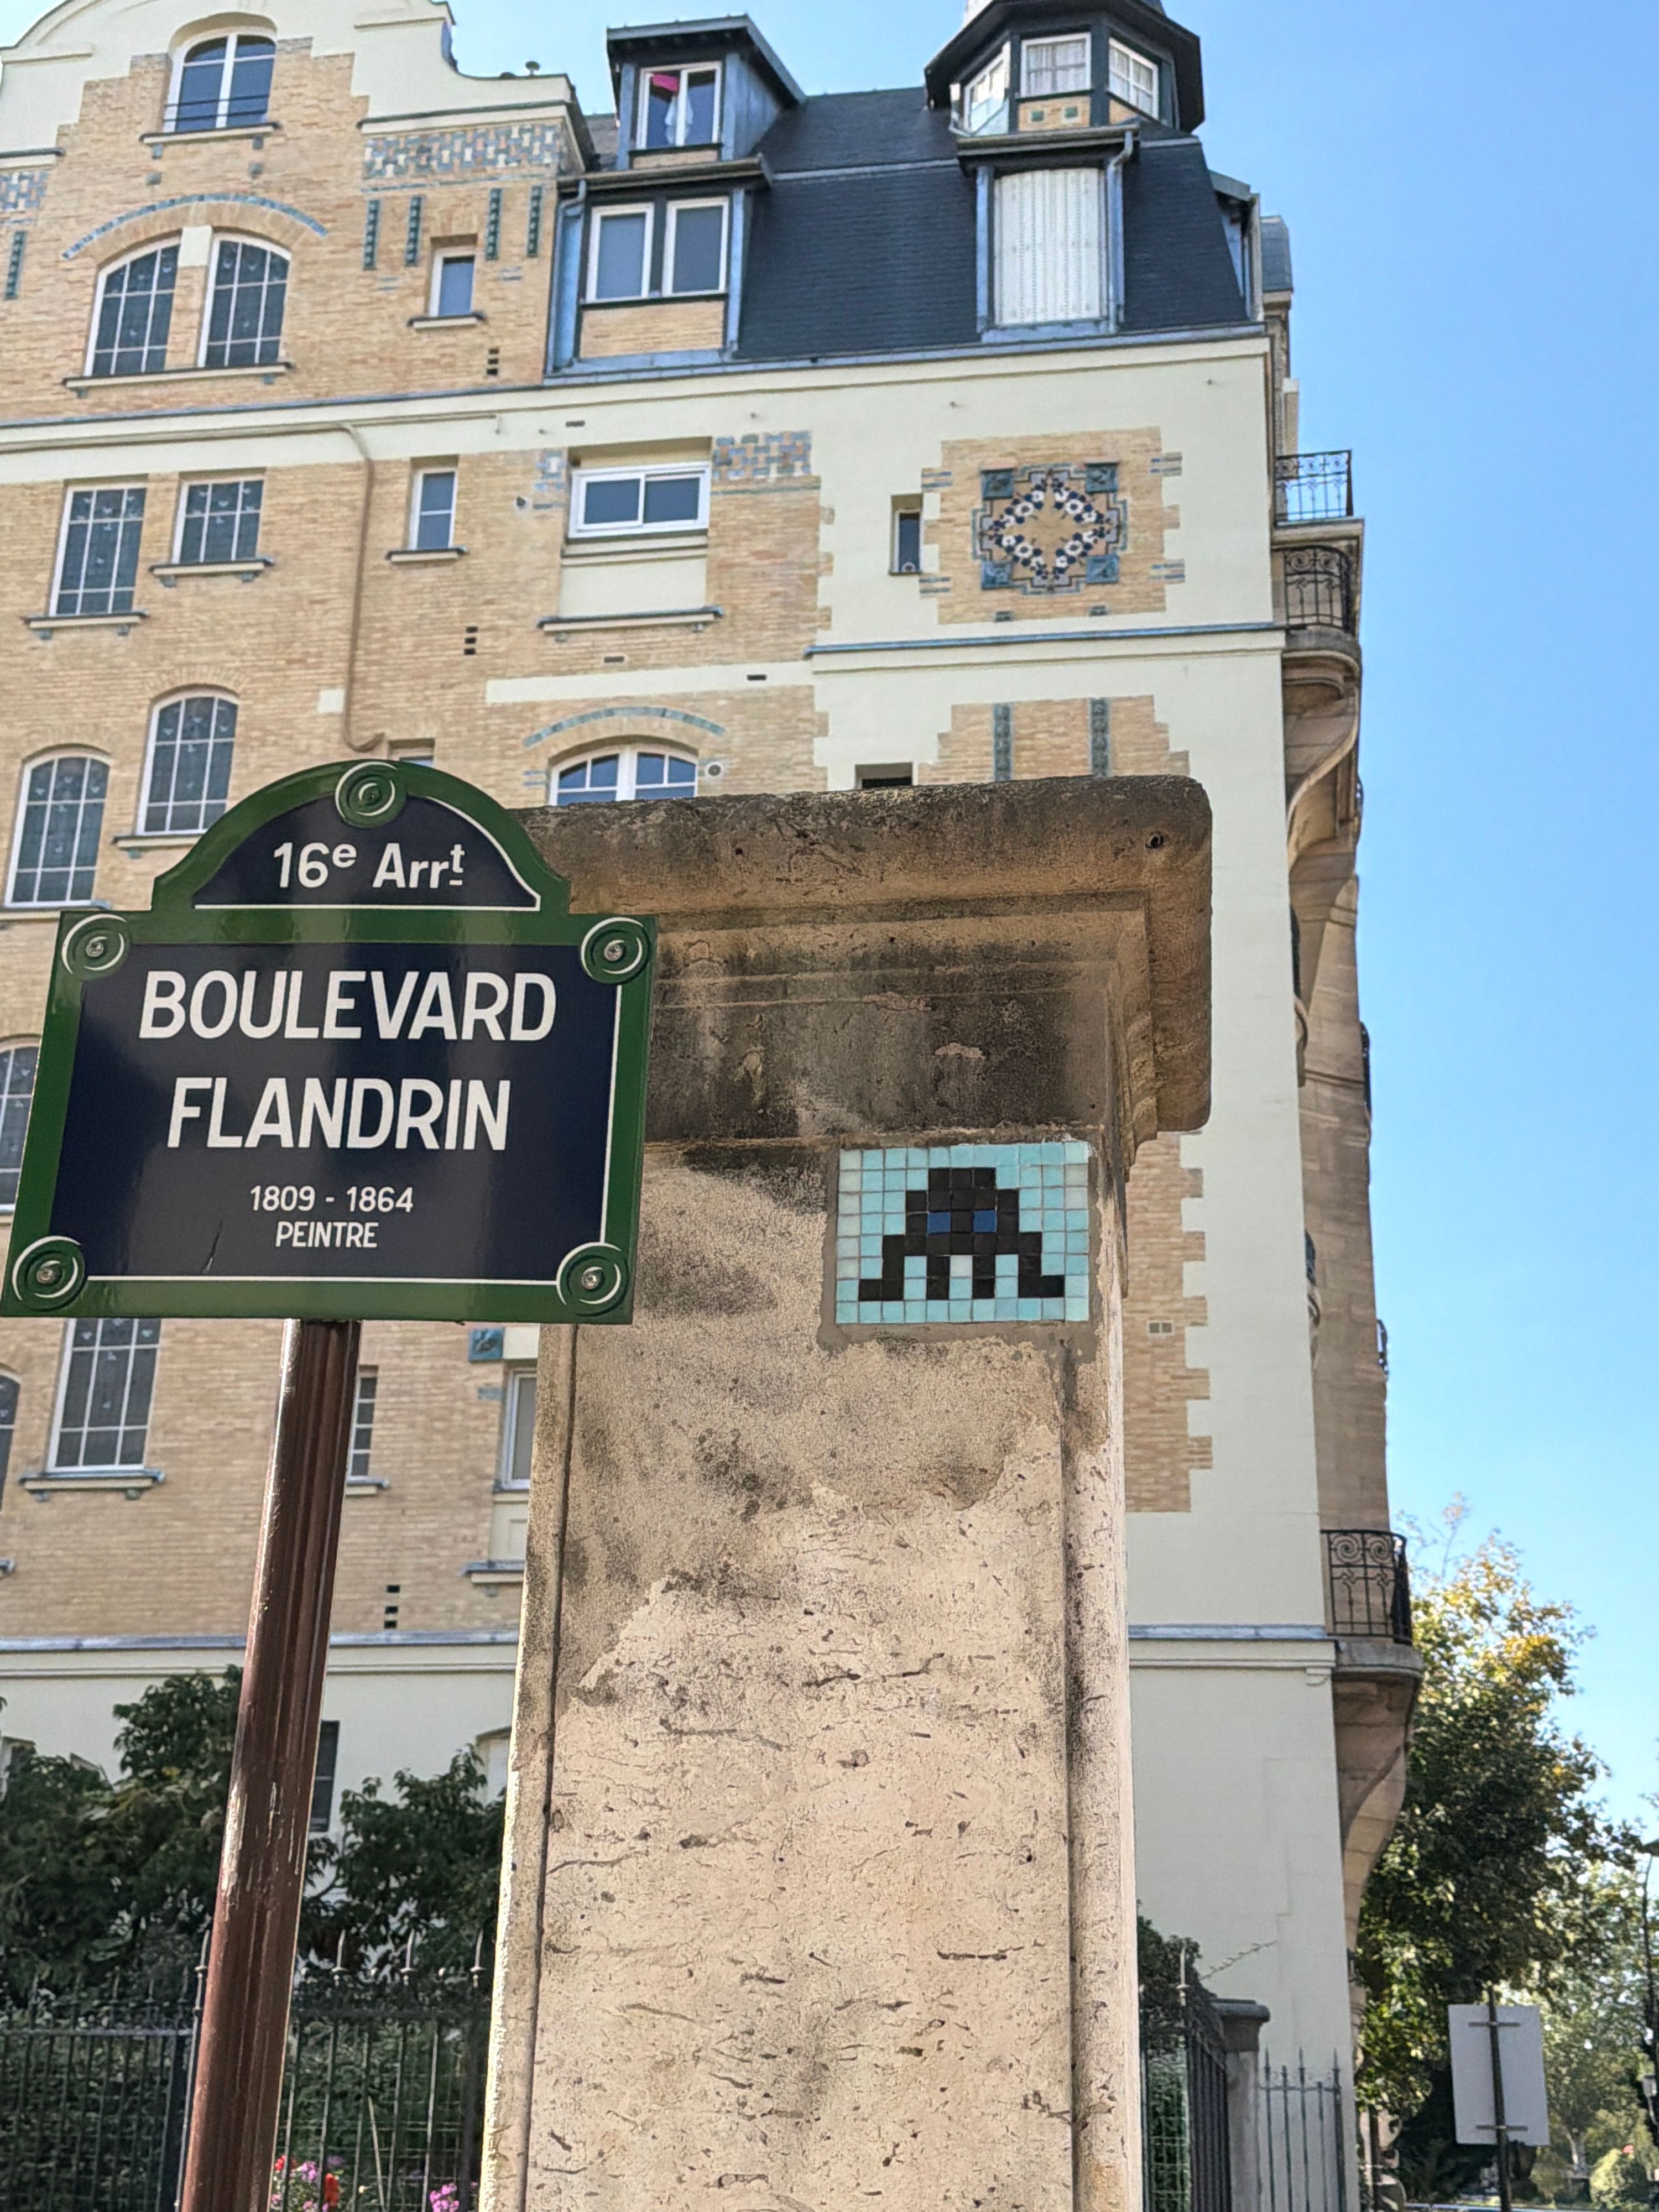 16e Arrt
BOULEVARD
FLANDRIN
1809 - 1864
PEINTRE